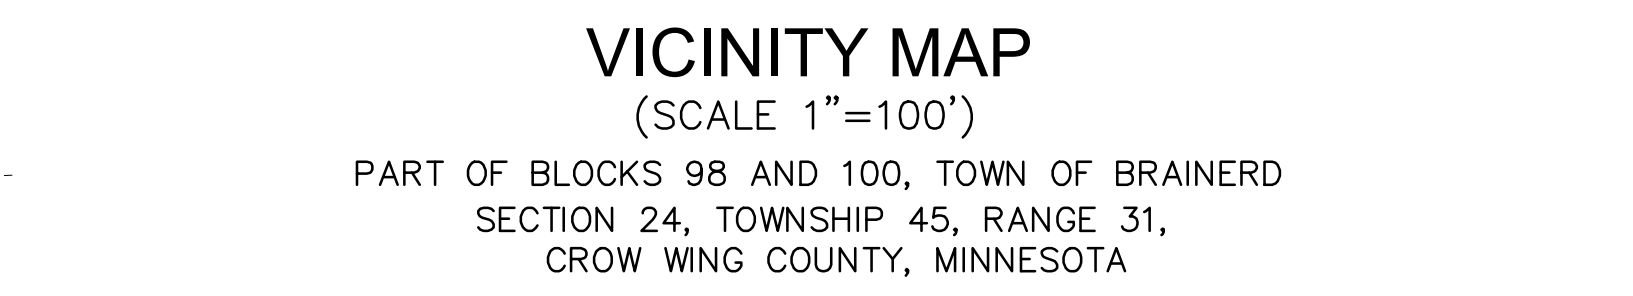 VICINITY MAP
(SCALE 1"=100')
PART OF BLOCKS 98 AND 100, TOWN OF BRAINERD
SECTION 24, TOWNSHIP 45, RANGE 31,
CROW WING COUNTY, MINNESOTA